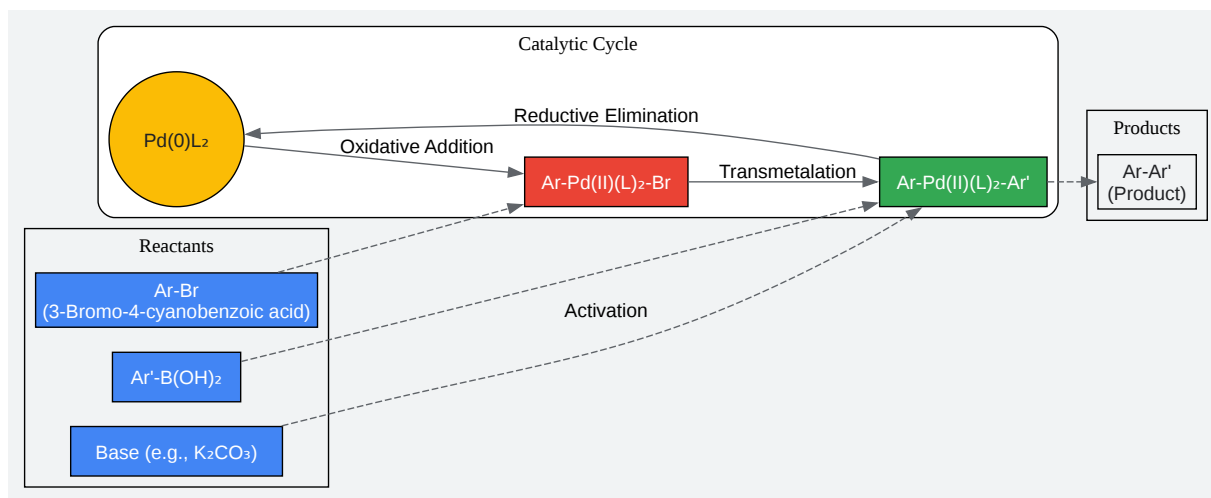 Catalytic Cycle
Reductive Elimination
Pd(0)L₂
Oxidative Addition
Ar-Pd(II)(L)₂-Br
Transmetalation
Ar-Pd(II)(L)₂-Ar'
Products
Ar-Ar'
(Product)
Reactants
Ar-Br
(3-Bromo-4-cyanobenzoic acid)
Activation
Ar'-B(OH)₂
Base (e.g., K₂CO₃)